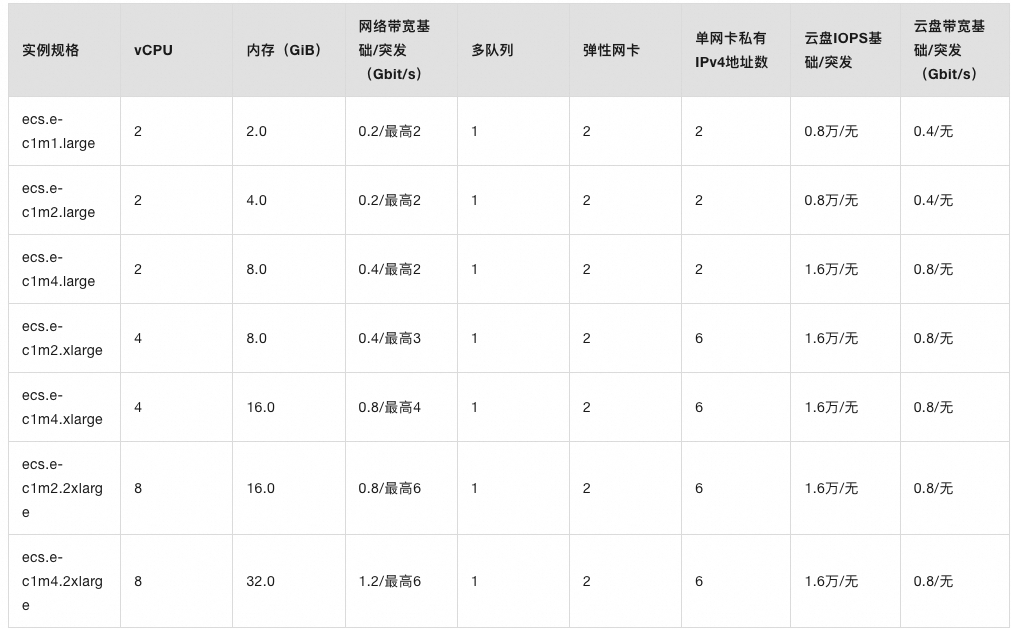 实例规格 vCPU 内存（GiB） 网络带宽基础/突发（Gbit/s） 多队列 弹性网卡 单网卡私有IPv4地址数 云盘IOPS基础/突发 云盘带宽基础/突发（Gbit/s）
ecs.e-c1m1.large 2 2.0 0.2/最高2 1 2 2 0.8万/无 0.4/无
ecs.e-c1m2.large 2 4.0 0.2/最高2 1 2 2 0.8万/无 0.4/无
ecs.e-c1m4.large 2 8.0 0.4/最高2 1 2 2 1.6万/无 0.8/无
ecs.e-c1m2.xlarge 4 8.0 0.4/最高3 1 2 6 1.6万/无 0.8/无
ecs.e-c1m4.xlarge 4 16.0 0.8/最高4 1 2 6 1.6万/无 0.8/无
ecs.e-c1m2.2xlarge 8 16.0 0.8/最高6 1 2 6 1.6万/无 0.8/无
ecs.e-c1m4.2xlarge 8 32.0 1.2/最高6 1 2 6 1.6万/无 0.8/无